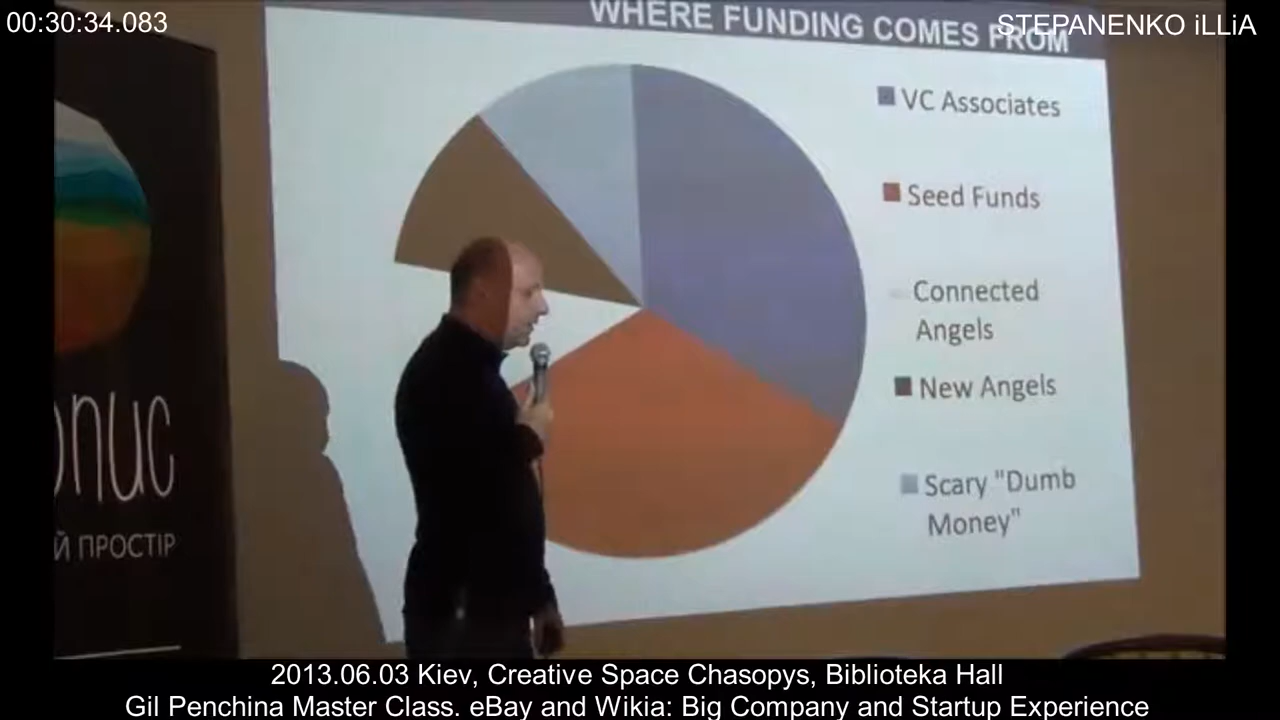 00:30:34.083
STEPANENKO iLLiA
WHERE FUNDING COMES FROM
VC Associates
Seed Funds
Connected
Angels
New Angels
Scary "Dumb
Money"
опис
Й ПРОСТІР
2013.06.03 Kiev, Creative Space Chasopys, Biblioteka Hall
Gil Penchina Master Class. eBay and Wikia: Big Company and Startup Experience